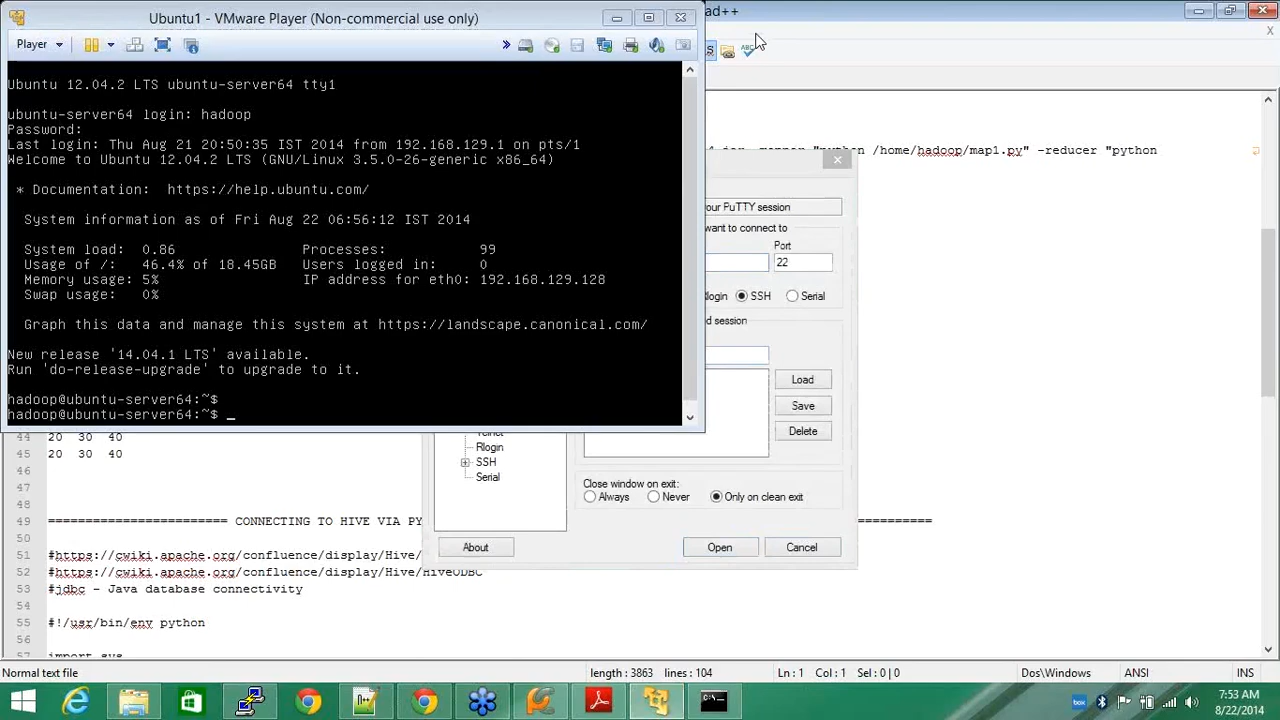 Ubuntu1 - VMware Player (Non-commercial use only)
ad++
Player
Ubuntu 12.04.2 LTS ubuntu-server64 tty1
ubuntu-server64 login: hadoop
Password:
Last login: Thu Aug 21 20:50:35 IST 2014 from 192.168.129.1 on pts/1
Welcome to Ubuntu 12.04.2 LTS (GNU/Linux 3.5.0-26-generic x86_64)
* Documentation:  https://help.ubuntu.com/
System information as of Fri Aug 22 06:56:12 IST 2014
System load:  0.86  Processes:  99
Usage of /:  46.4% of 18.45GB  Users logged in:  0
Memory usage: 5%  IP address for eth0: 192.168.129.128
Swap usage:  0%
Graph this data and manage this system at https://landscape.canonical.com/
New release '14.04.1 LTS' available.
Run 'do-release-upgrade' to upgrade to it.
hadoop@ubuntu-server64:~$
hadoop@ubuntu-server64:~$ _
python /home/hadoop/map1.py" -reducer "python
our PuTTY session
want to connect to
Port
22
login
SSH
Serial
d session
Load
Save
Delete
Rlogin
SSH
Serial
Close window on exit:
Always
Never
Only on clean exit
About
Open
Cancel
44 20 30 40
45 20 30 40
46
47
48
49 ======================== CONNECTING TO HIVE VIA PY ==========
50
51 #https://cwiki.apache.org/confluence/display/Hive/
52 #https://cwiki.apache.org/confluence/display/Hive/HiveODBC
53 #jdbc - Java database connectivity
54
55 #!/usr/bin/env python
56
57 import sys
Normal text file
length : 3863 lines : 104
Ln : 1 Col : 1 Sel : 0 | 0
Dos\Windows
ANSI
INS
box
7:53 AM
8/22/2014